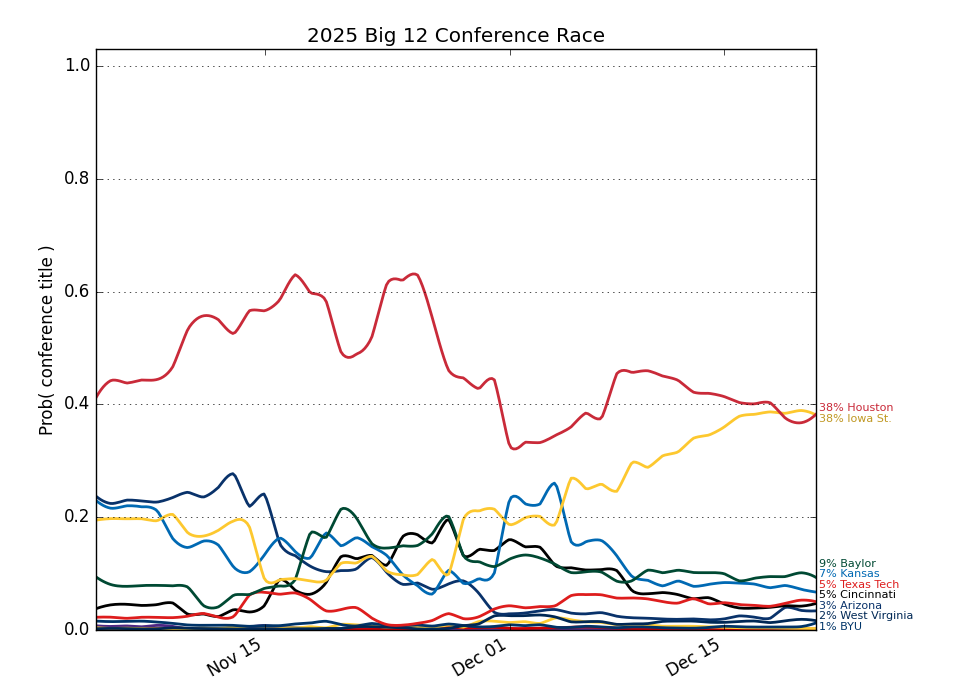 2025 Big 12 Conference Race
Prob( conference title )
1.0
0.8
0.6
0.4
0.2
0.0
Nov 15
Dec 01
Dec 15
38% Houston
38% Iowa St.
9% Baylor
7% Kansas
5% Texas Tech
5% Cincinnati
3% Arizona
2% West Virginia
1% BYU